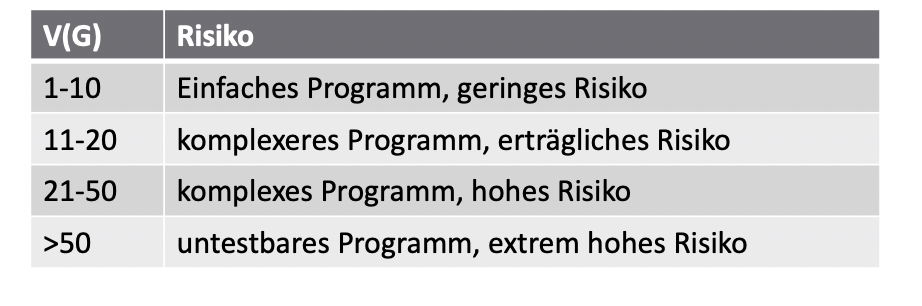 V(G) Risiko
1-10 Einfaches Programm, geringes Risiko
11-20 komplexeres Programm, erträgliches Risiko
21-50 komplexes Programm, hohes Risiko
>50 untestbares Programm, extrem hohes Risiko